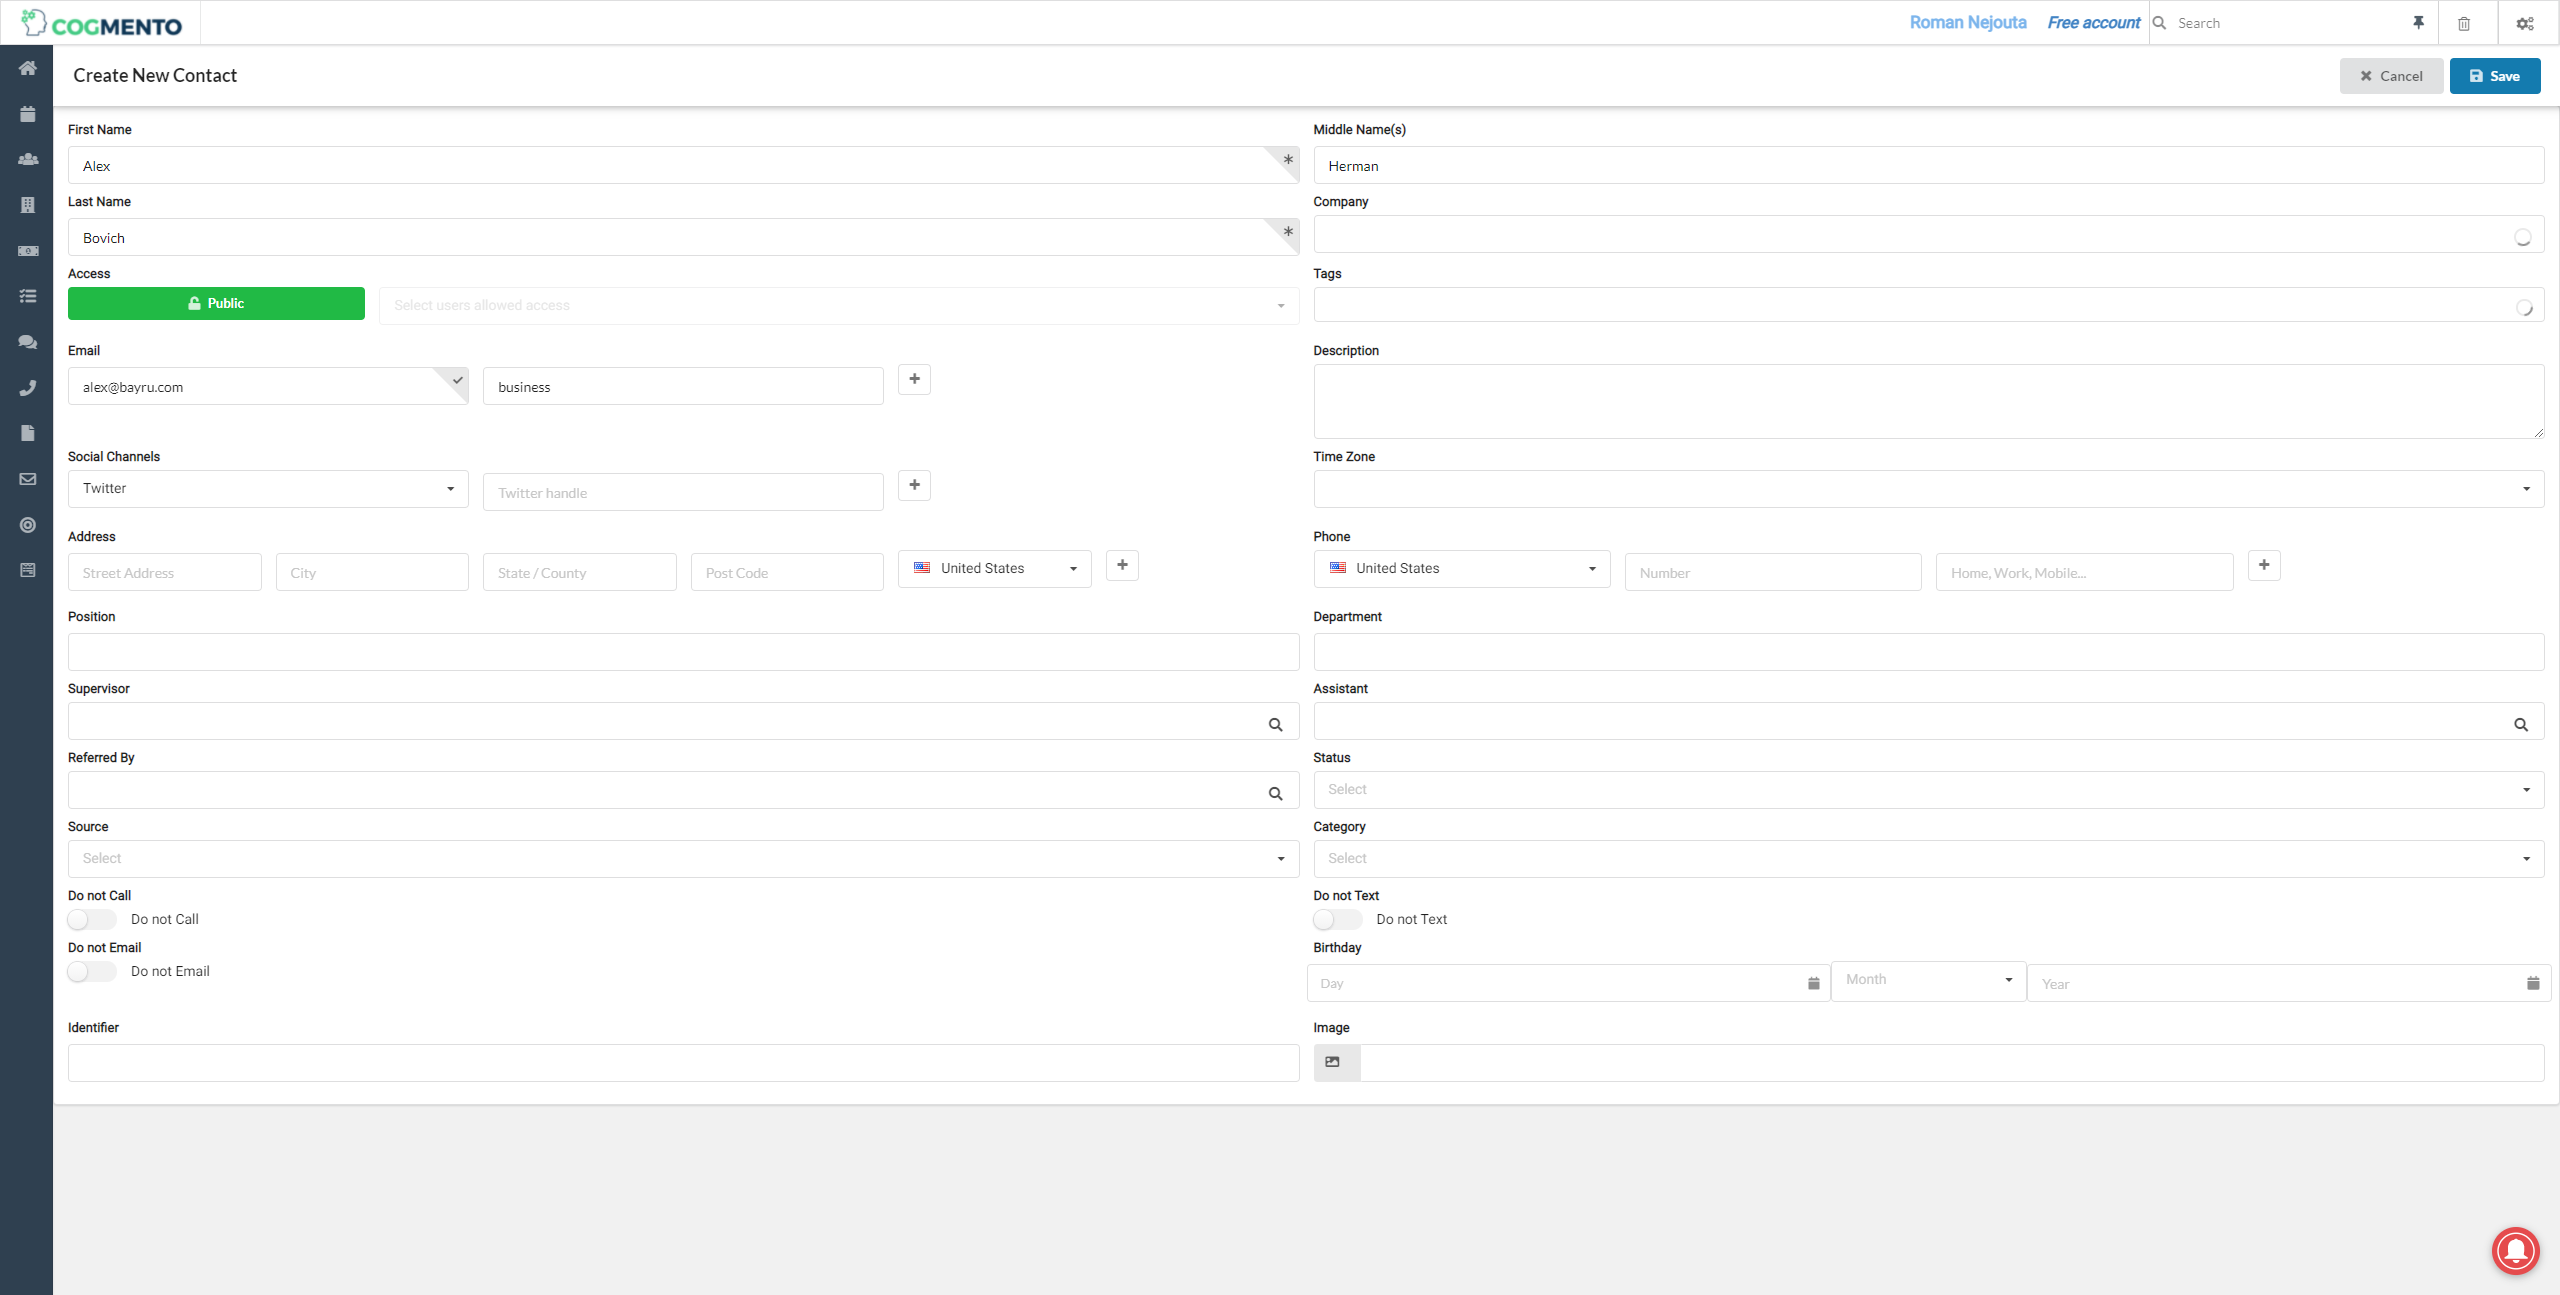 COGMENTO
Roman Nejouta Free account Search
Create New Contact Cancel Save
First Name Middle Name(s)
Alex * Herman
Last Name Company
Bovich *
Access Tags
Public Select users allowed access
Email Description
alex@bayru.com business
Social Channels Time Zone
Twitter Twitter handle
Address Phone
Street Address City State / County Post Code United States United States Number Home, Work, Mobile...
Position Department
Supervisor Assistant
Referred By Status
Select
Source Category
Select Select
Do not Call Do not Text
Do not Call Do not Text
Do not Email Birthday
Do not Email Day Month Year
Identifier Image